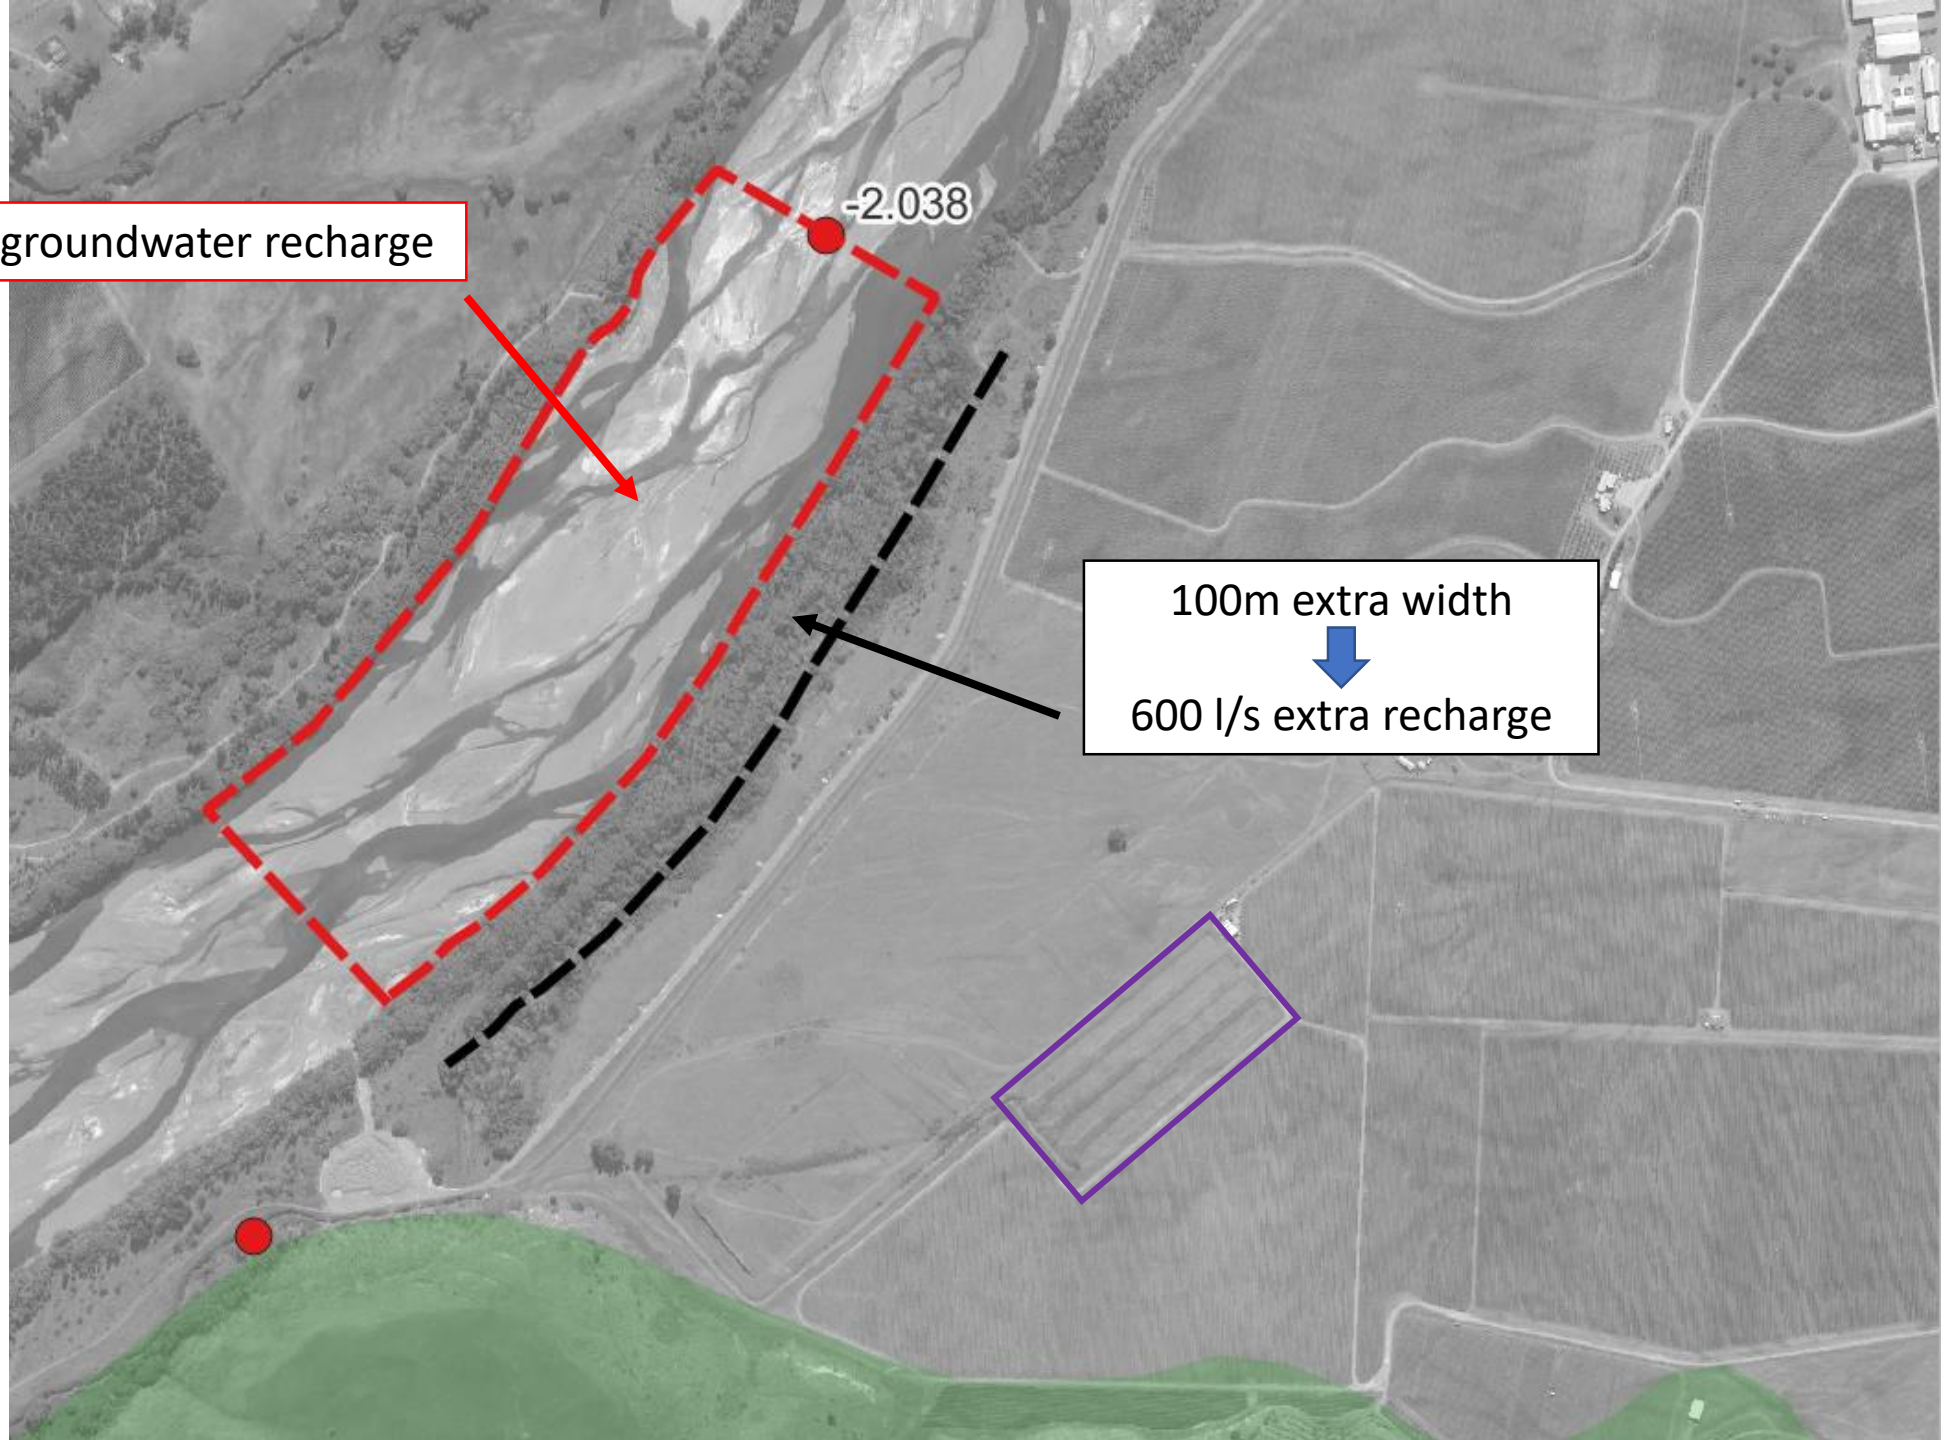 -2.038
groundwater recharge
100m extra width
600 l/s extra recharge